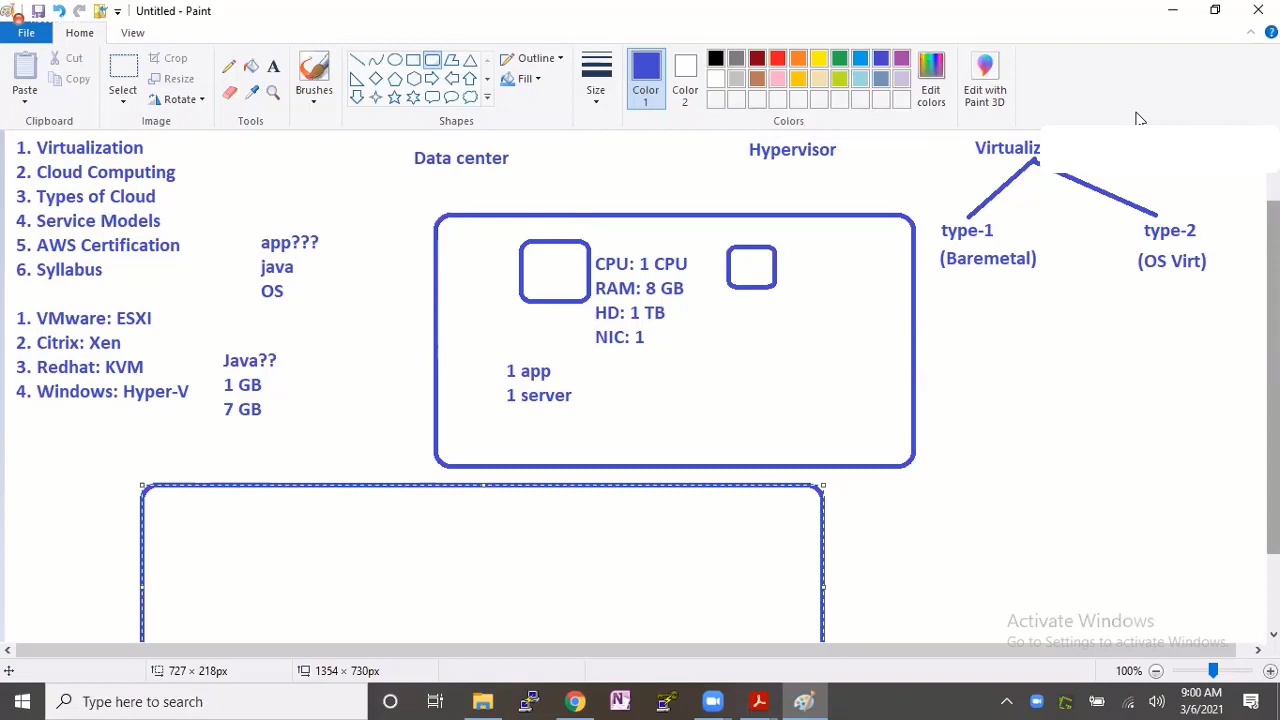 Untitled - Paint
File
Home
View
Paste
Cut
Copy
Clipboard
Select
Crop
Resize
Rotate
Image
Tools
Brushes
Shapes
Outline
Fill
Size
Color 1
Color 2
Colors
Edit colors
Edit with Paint 3D
1. Virtualization
2. Cloud Computing
3. Types of Cloud
4. Service Models
5. AWS Certification
6. Syllabus
app???
java
OS
1. VMware: ESXI
2. Citrix: Xen
3. Redhat: KVM
4. Windows: Hyper-V
Java??
1 GB
7 GB
Data center
Hypervisor
Virtualiz
type-1
(Baremetal)
type-2
(OS Virt)
CPU: 1 CPU
RAM: 8 GB
HD: 1 TB
NIC: 1
1 app
1 server
Activate Windows
Go to Settings to activate Windows.
727 × 218px
1354 × 730px
100%
Type here to search
9:00 AM
3/6/2021